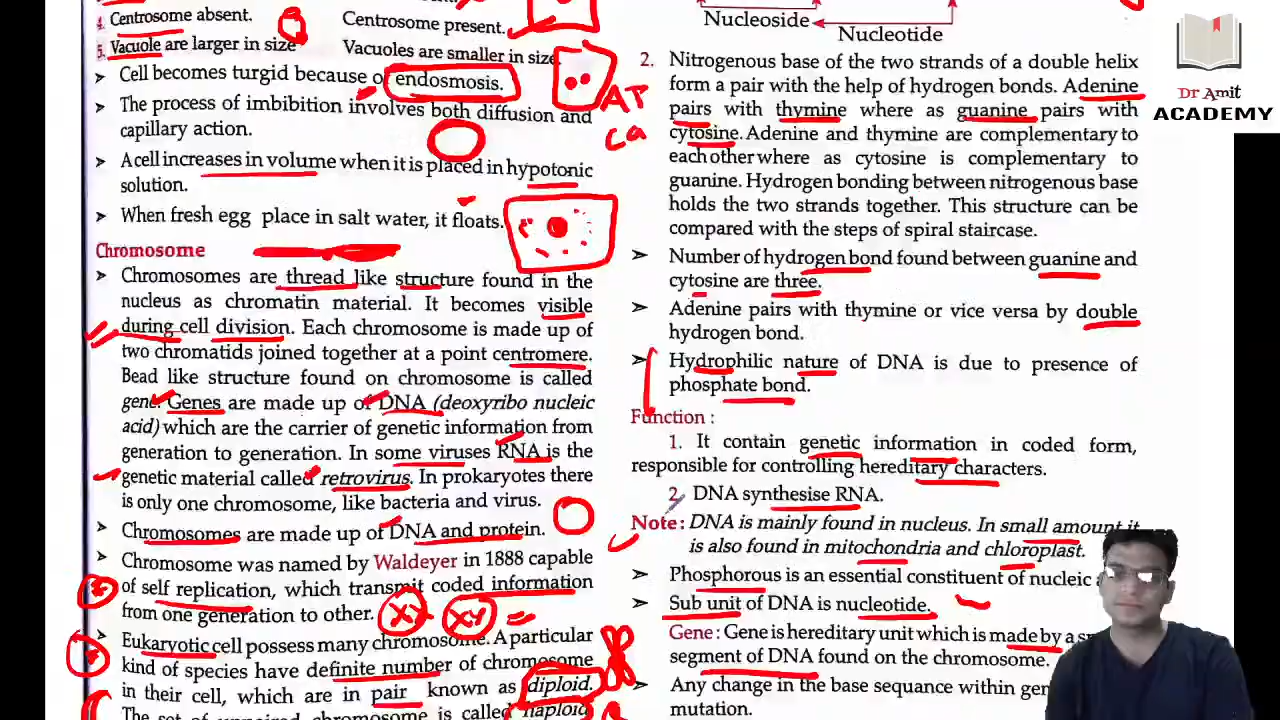 4. Centrosome absent.
Centrosome present.
5. Vacuole are larger in size
Vacuoles are smaller in size.
➤ Cell becomes turgid because o endosmosis.
➤ The process of imbibition involves both diffusion and
capillary action.
➤ A cell increases in volume when it is placed in hypotonic
solution.
➤ When fresh egg place in salt water, it floats.
Chromosome
➤ Chromosomes are thread like structure found in the
nucleus as chromatin material. It becomes visible
during cell division. Each chromosome is made up of
two chromatids joined together at a point centromere.
Bead like structure found on chromosome is called
gene. Genes are made up of DNA (deoxyribo nucleic
acid) which are the carrier of genetic information from
generation to generation. In some viruses RNA is the
genetic material called retrovirus. In prokaryotes there
is only one chromosome, like bacteria and virus.
➤ Chromosomes are made up of DNA and protein.
➤ Chromosome was named by Waldeyer in 1888 capable
of self replication, which transmit coded information
from one generation to other. XX XY =
➤ Eukaryotic cell possess many chromosome. A particular
kind of species have definite number of chromosome
in their cell, which are in pair known as diploid.
The set of unpaired chromosome is called haploid
AT
Nucleoside
Nucleotide
2. Nitrogenous base of the two strands of a double helix
form a pair with the help of hydrogen bonds. Adenine
pairs with thymine where as guanine pairs with
cytosine. Adenine and thymine are complementary to
each other where as cytosine is complementary to
guanine. Hydrogen bonding between nitrogenous base
holds the two strands together. This structure can be
compared with the steps of spiral staircase.
➤ Number of hydrogen bond found between guanine and
cytosine are three.
➤ Adenine pairs with thymine or vice versa by double
hydrogen bond.
➤ Hydrophilic nature of DNA is due to presence of
phosphate bond.
Function :
1. It contain genetic information in coded form,
responsible for controlling hereditary characters.
2. DNA synthesise RNA.
Note: DNA is mainly found in nucleus. In small amount it
is also found in mitochondria and chloroplast.
➤ Phosphorous is an essential constituent of nucleic
➤ Sub unit of DNA is nucleotide.
Gene: Gene is hereditary unit which is made by a
segment of DNA found on the chromosome.
➤ Any change in the base sequence within
mutation.
Dr Amit
ACADEMY